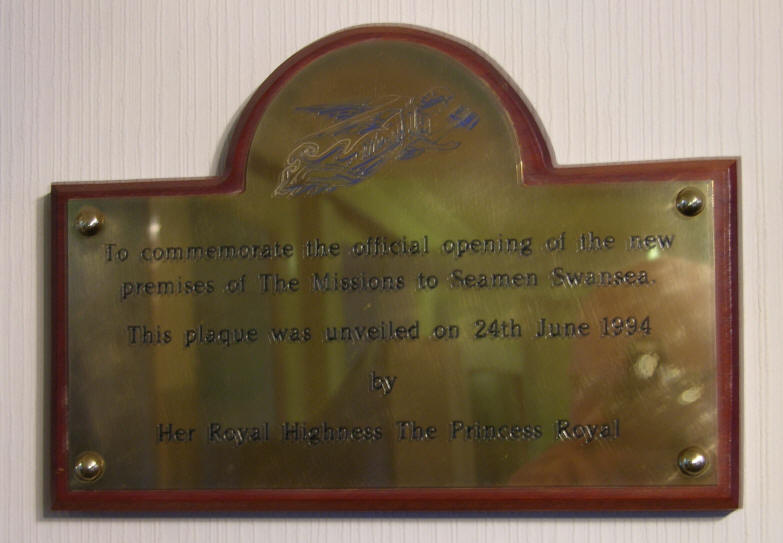 To commemorate the official opening of the new
premises of The Missions to Seamen Swansea.
This plaque was unveiled on 24th June 1994
by
Her Royal Highness The Princess Royal